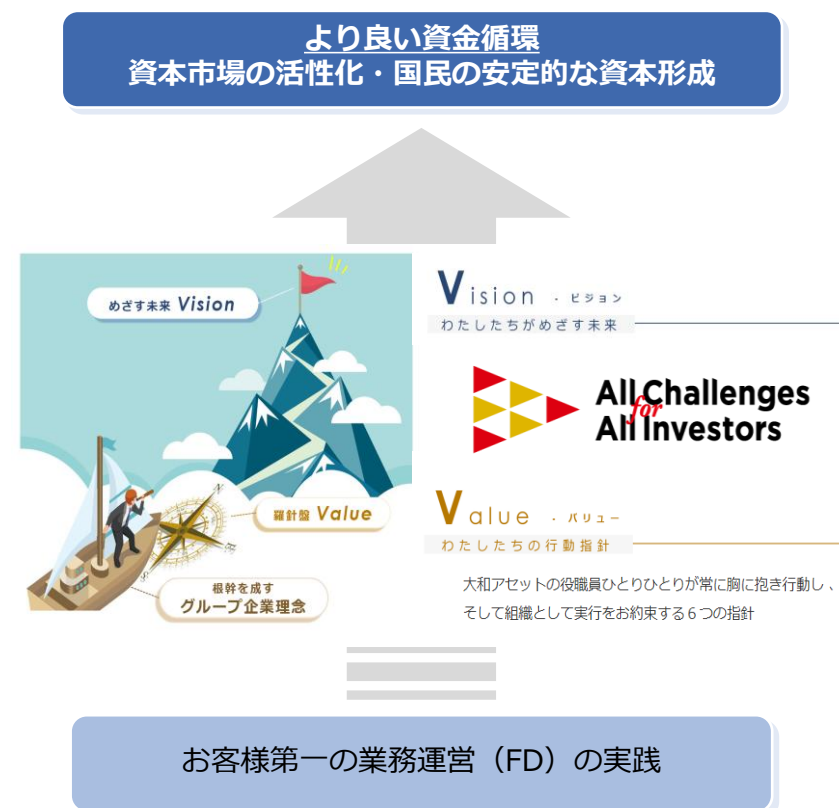 より良い資金循環
資本市場の活性化・国民の安定的な資本形成
めざす未来 Vision
羅針盤 Value
根幹を成す
グループ企業理念
N
E
S
Vision ・ビジョン
わたしたちがめざす未来
All Challenges
for
All Investors
Value ・バリュー
わたしたちの行動指針
大和アセットの役職員ひとりひとりが常に胸に抱き行動し、
そして組織として実行をお約束する6つの指針
お客様第一の業務運営（FD）の実践